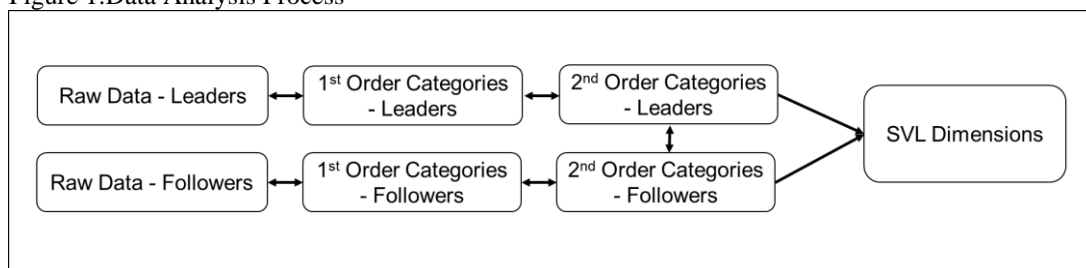 Figure 1:Data Analysis Process
Raw Data - Leaders
1st Order Categories
- Leaders
2nd Order Categories
- Leaders
SVL Dimensions
Raw Data - Followers
1st Order Categories
- Followers
2nd Order Categories
- Followers